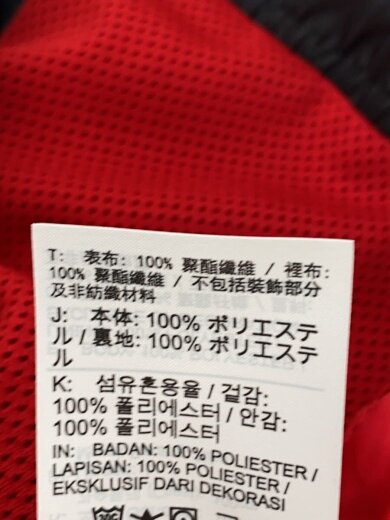 T: 表布: 100% 聚酯纖維 / 裡布:
100% 聚酯纖維 / 不包括裝飾部分
及非紡織材料
J: 本体: 100% ポリエステ
ル / 裏地: 100% ポリエステ
ル
K: 섬유혼용율 / 겉감:
100% 폴리에스터 / 안감:
100% 폴리에스터
IN: BADAN: 100% POLIESTER /
LAPISAN: 100% POLIESTER /
EKSKLUSIF DARI DEKORASI